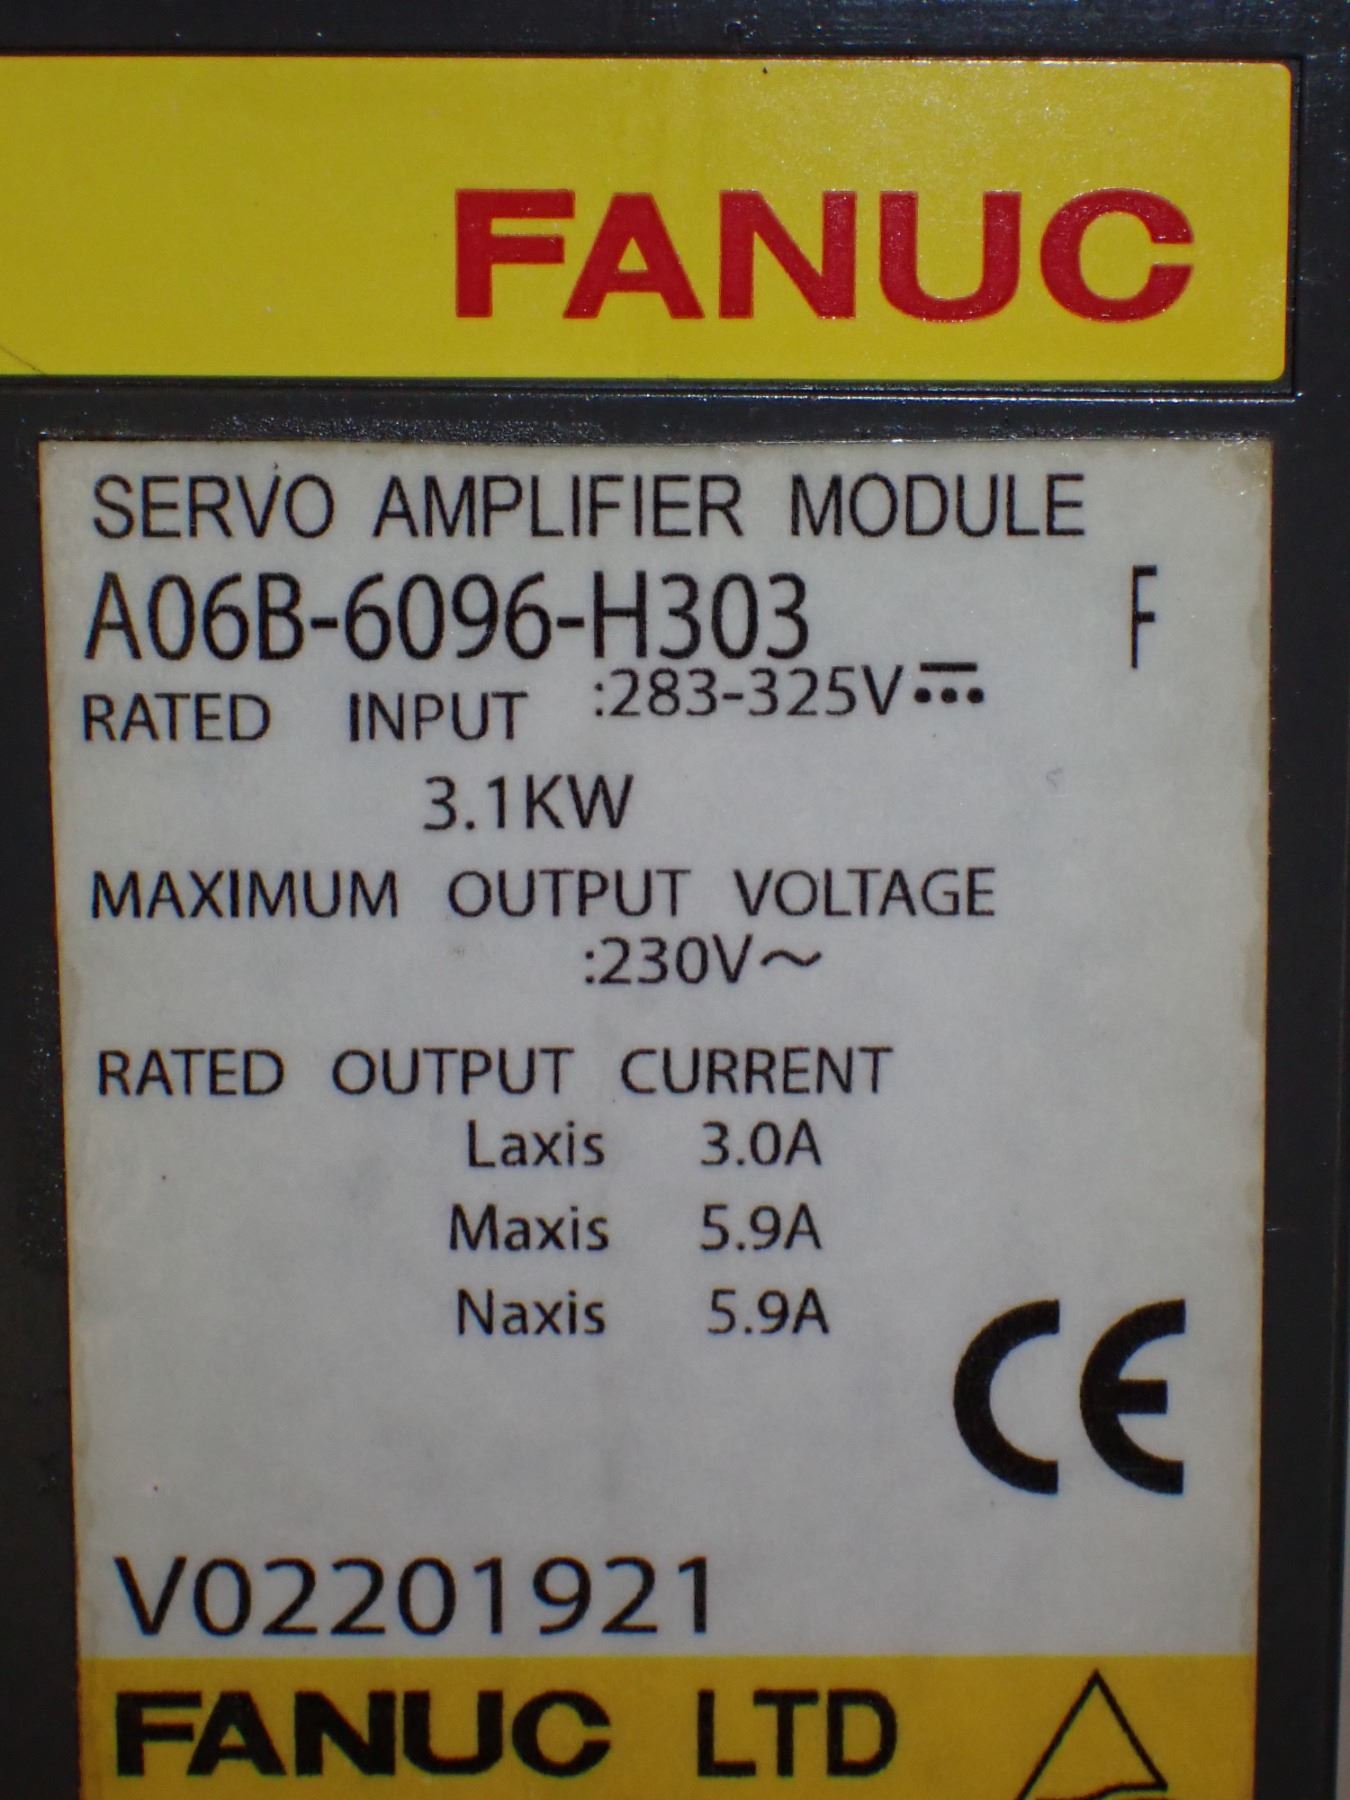 FANUC
SERVO AMPLIFIER MODULE
A06B-6096-H303 F
RATED INPUT :283-325V⎓
3.1KW
MAXIMUM OUTPUT VOLTAGE
:230V～
RATED OUTPUT CURRENT
Laxis 3.0A
Maxis 5.9A
Naxis 5.9A
CE
V02201921
FANUC LTD